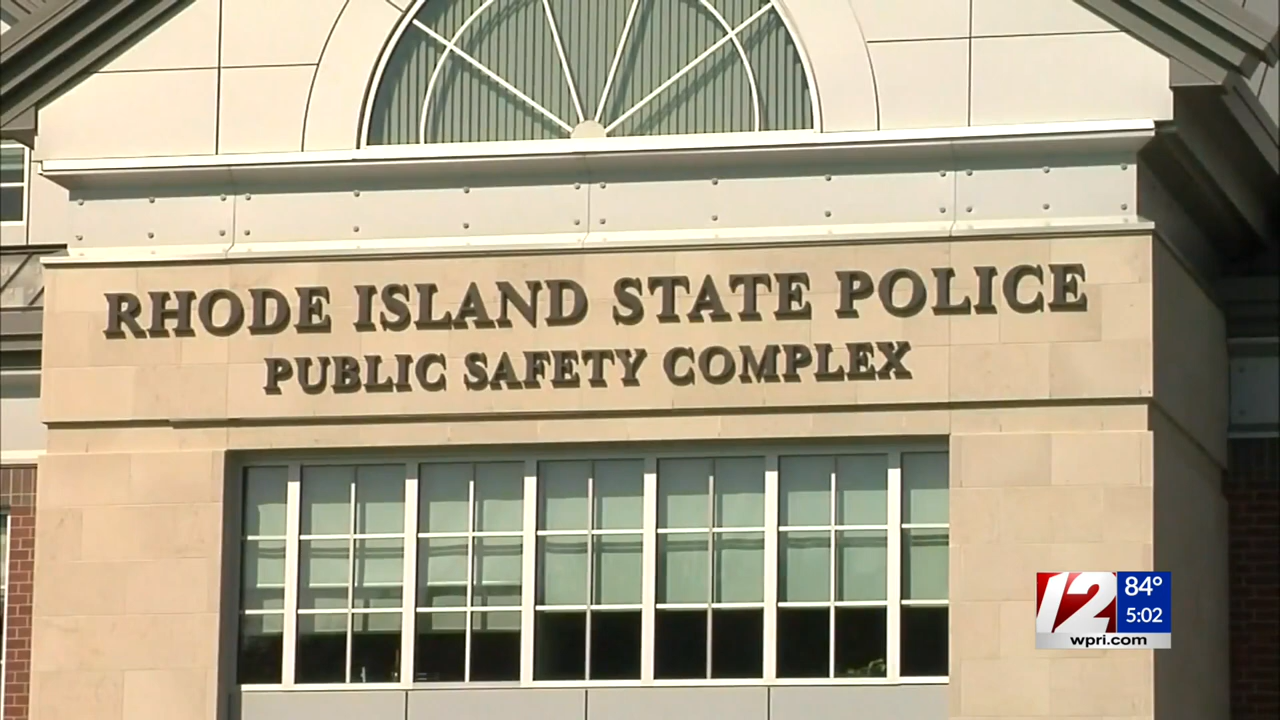 RHODE ISLAND STATE POLICE
PUBLIC SAFETY COMPLEX
12
84°
5:02
wpri.com